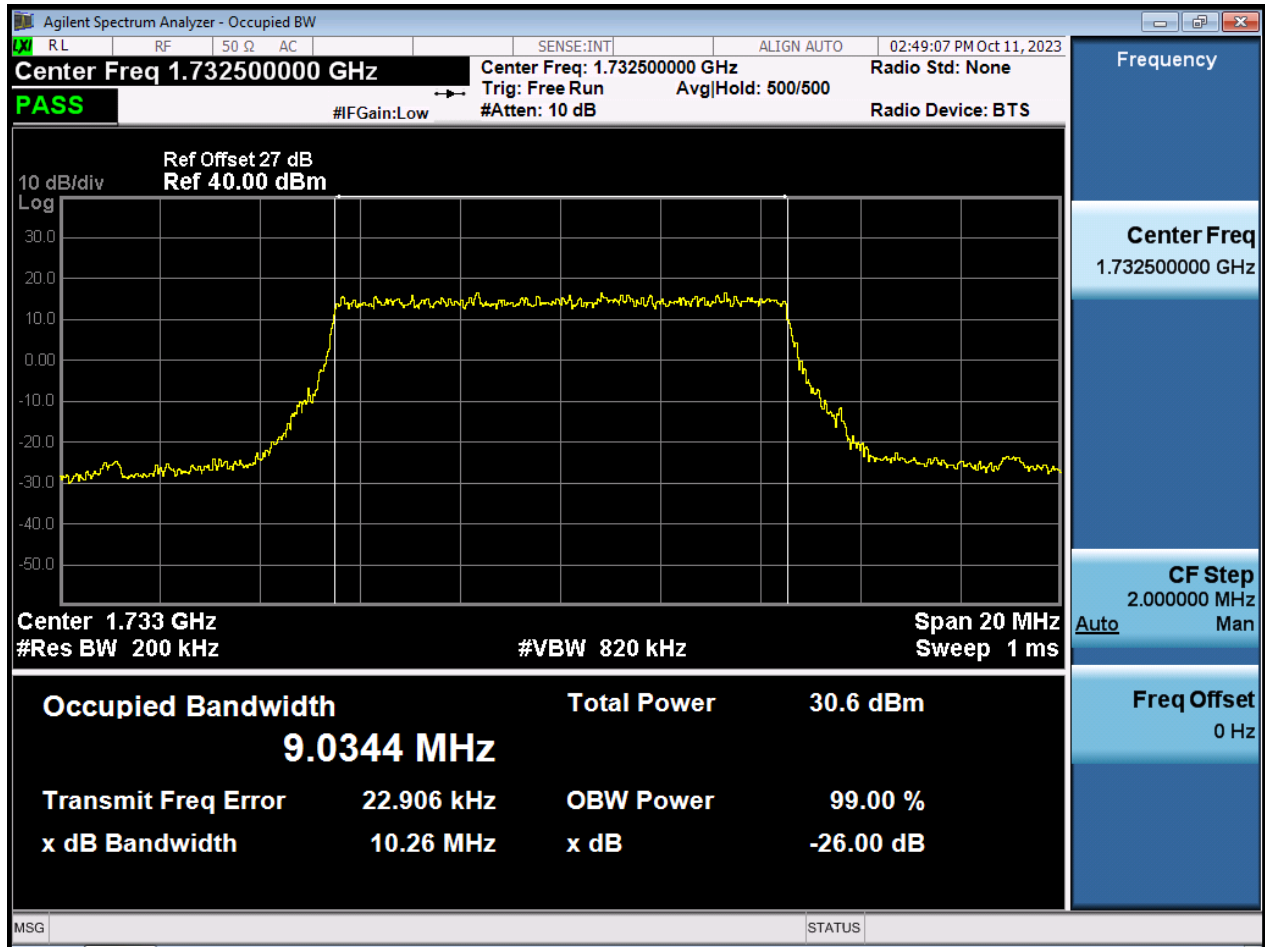 Agilent Spectrum Analyzer - Occupied BW
LXI RL RF 50 Ω AC SENSE:INT ALIGN AUTO 02:49:07 PM Oct 11, 2023
Center Freq 1.732500000 GHz
PASS
#IFGain:Low
Center Freq: 1.732500000 GHz
Trig: Free Run Avg|Hold: 500/500
#Atten: 10 dB
Radio Std: None
Radio Device: BTS
Ref Offset 27 dB
10 dB/div Ref 40.00 dBm
Log
30.0
20.0
10.0
0.00
-10.0
-20.0
-30.0
-40.0
-50.0
Center 1.733 GHz Span 20 MHz
#Res BW 200 kHz #VBW 820 kHz Sweep 1 ms
Occupied Bandwidth Total Power 30.6 dBm
9.0344 MHz
Transmit Freq Error 22.906 kHz OBW Power 99.00 %
x dB Bandwidth 10.26 MHz x dB -26.00 dB
MSG STATUS
Frequency
Center Freq
1.732500000 GHz
CF Step
2.000000 MHz
Auto Man
Freq Offset
0 Hz